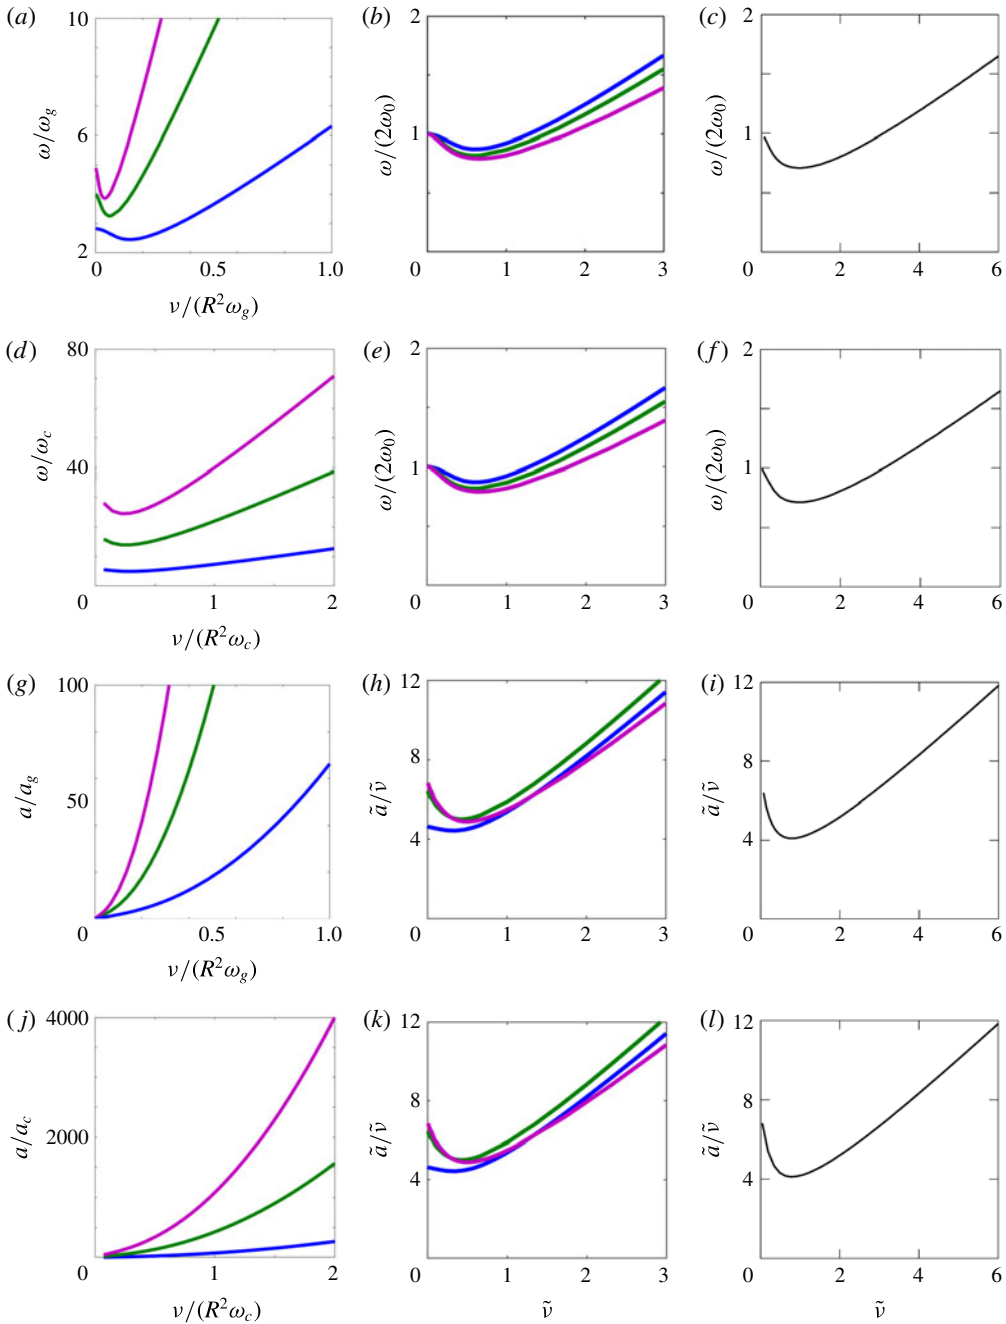 (a) (b) (c)
10 2 2
ω/ω_g ω/(2ω_0) ω/(2ω_0)
6 1 1
2
0 0.5 1.0 0 1 2 3 0 2 4 6
ν/(R²ω_g)
(d) (e) (f)
80 2 2
ω/ω_c ω/(2ω_0) ω/(2ω_0)
40 1 1
0 1 2 0 1 2 3 0 2 4 6
ν/(R²ω_c)
(g) (h) (i)
100 12 12
a/a_g ã/ν̃ ã/ν̃
8 8
50
4 4
0 0.5 1.0 0 1 2 3 0 2 4 6
ν/(R²ω_g)
(j) (k) (l)
4000 12 12
a/a_c ã/ν̃ ã/ν̃
8 8
2000
4 4
0 1 2 0 1 2 3 0 2 4 6
ν/(R²ω_c) ν̃ ν̃